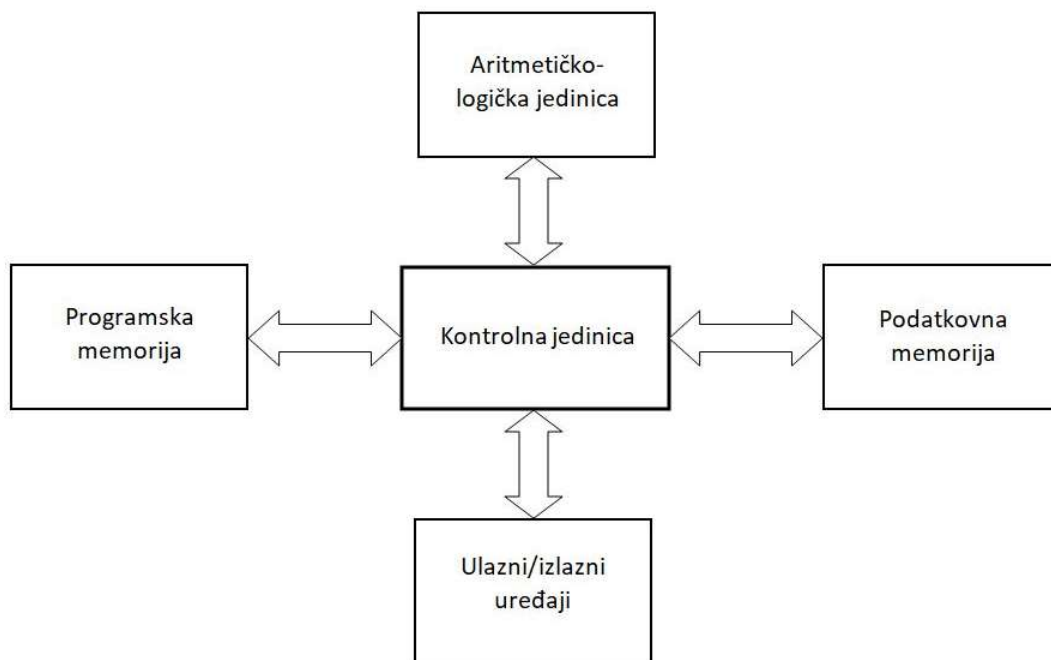 Aritmetičko-
logička jedinica
Programska
memorija
Kontrolna jedinica
Podatkovna
memorija
Ulazni/izlazni
uređaji